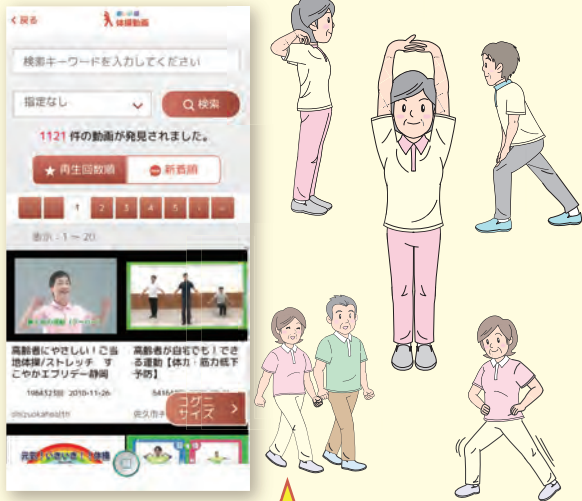 戻る
体操動画
検索キーワードを入力してください
指定なし
検索
1121 件の動画が発見されました。
再生回数順
新着順
1 2 3 4 5
表示：1 ～ 20
高齢者にやさしい！ご当
地体操/ストレッチ　す
こやかエブリデー静岡
2010-11-26
shizuokahealth
高齢者が自宅でも！でき
る運動【体力・筋力低下
予防】
佐久市
コグニ
サイズ